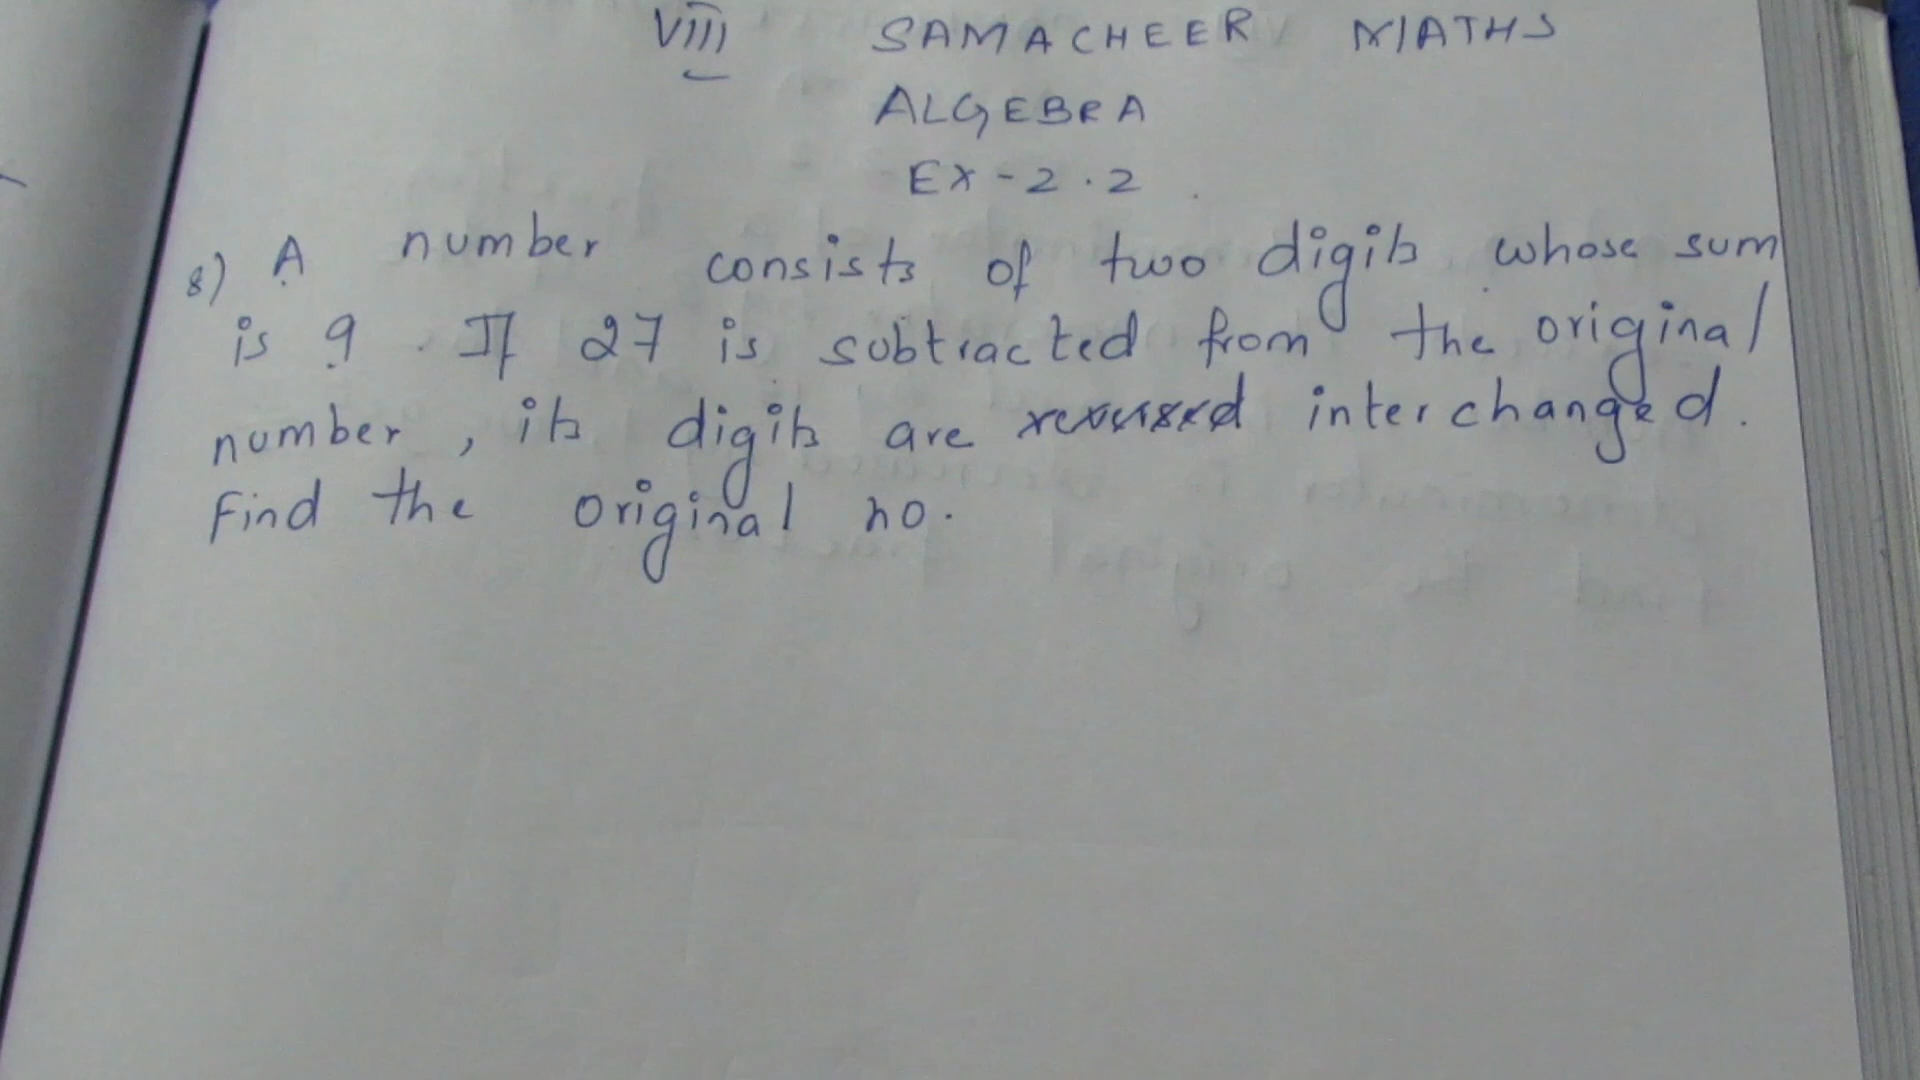 VIII SAMACHEER MATHS
ALGEBRA
EX - 2.2
8) A number consists of two digits whose sum
is 9. If 27 is subtracted from the original
number, its digits are reversed interchanged.
Find the original no.